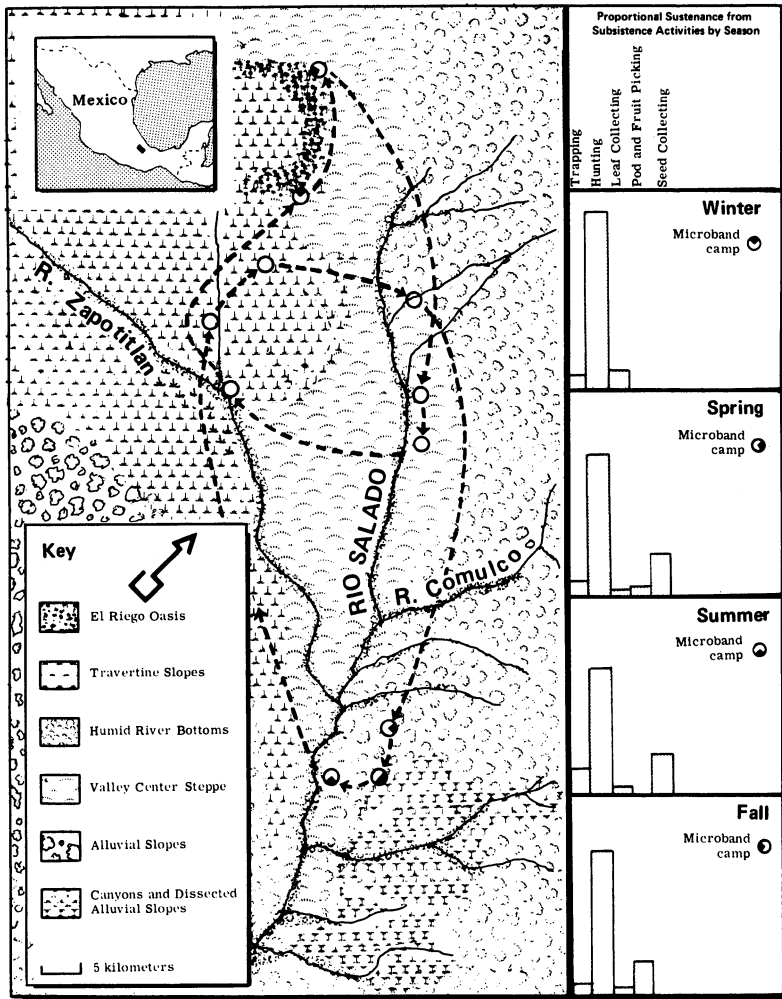 Mexico
R. Zapotitlan
RIO SALADO
R. Comulco
Key
El Riego Oasis
Travertine Slopes
Humid River Bottoms
Valley Center Steppe
Alluvial Slopes
Canyons and Dissected
Alluvial Slopes
5 kilometers
Proportional Sustenance from
Subsistence Activities by Season
Trapping
Hunting
Leaf Collecting
Pod and Fruit Picking
Seed Collecting
Winter
Microband
camp
Spring
Microband
camp
Summer
Microband
camp
Fall
Microband
camp